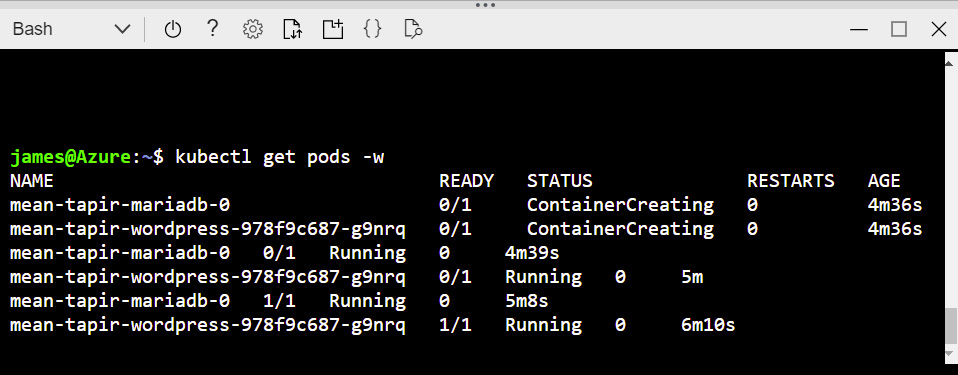 Bash
james@Azure:~$ kubectl get pods -w
NAME                                   READY   STATUS              RESTARTS   AGE
mean-tapir-mariadb-0                   0/1     ContainerCreating   0          4m36s
mean-tapir-wordpress-978f9c687-g9nrq   0/1     ContainerCreating   0          4m36s
mean-tapir-mariadb-0   0/1   Running   0     4m39s
mean-tapir-wordpress-978f9c687-g9nrq   0/1   Running   0     5m
mean-tapir-mariadb-0   1/1   Running   0     5m8s
mean-tapir-wordpress-978f9c687-g9nrq   1/1   Running   0     6m10s